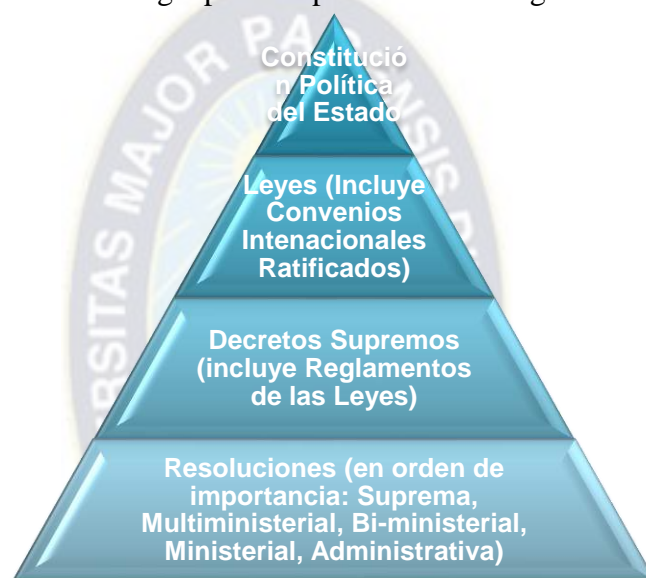 Constitució
n Política
del Estado
Leyes (Incluye
Convenios
Intenacionales
Ratificados)
Decretos Supremos
(incluye Reglamentos
de las Leyes)
Resoluciones (en orden de
importancia: Suprema,
Multiministerial, Bi-ministerial,
Ministerial, Administrativa)